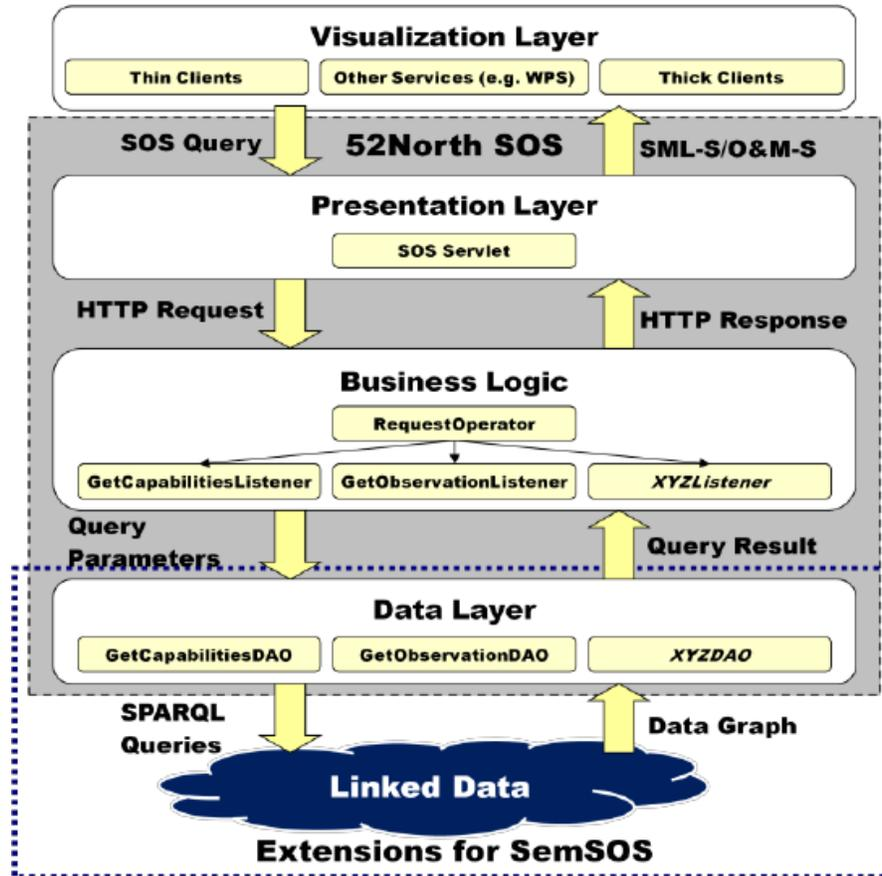 Visualization Layer
Thin Clients
Other Services (e.g. WPS)
Thick Clients
SOS Query
52North SOS
SML-S/O&M-S
Presentation Layer
SOS Servlet
HTTP Request
HTTP Response
Business Logic
RequestOperator
GetCapabilitiesListener
GetObservationListener
XYZListener
Query
Parameters
Query Result
Data Layer
GetCapabilitiesDAO
GetObservationDAO
XYZDAO
SPARQL
Queries
Data Graph
Linked Data
Extensions for SemSOS